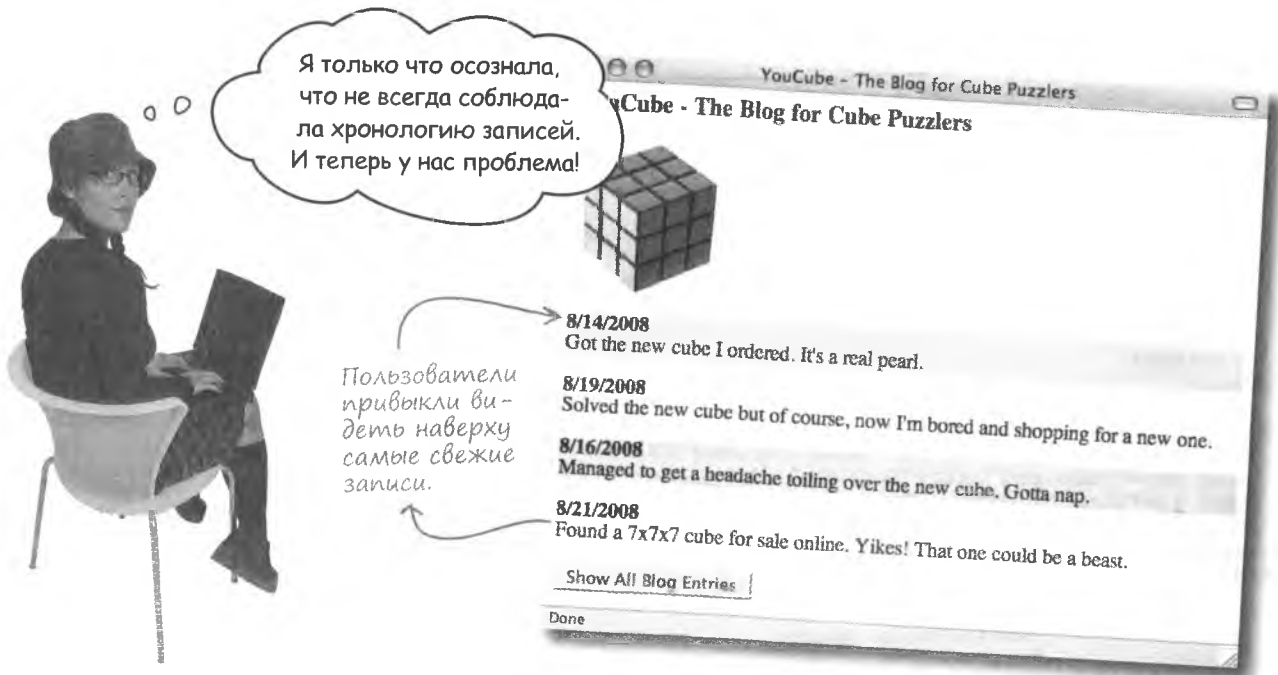 Я только что осознала,
что не всегда соблюда-
ла хронологию записей.
И теперь у нас проблема!
YouCube - The Blog for Cube Puzzlers
uCube - The Blog for Cube Puzzlers
8/14/2008
Got the new cube I ordered. It's a real pearl.
Пользователи
привыкли ви-
деть наверху
самые свежие
записи.
8/19/2008
Solved the new cube but of course, now I'm bored and shopping for a new one.
8/16/2008
Managed to get a headache toiling over the new cube. Gotta nap.
8/21/2008
Found a 7x7x7 cube for sale online. Yikes! That one could be a beast.
Show All Blog Entries
Done